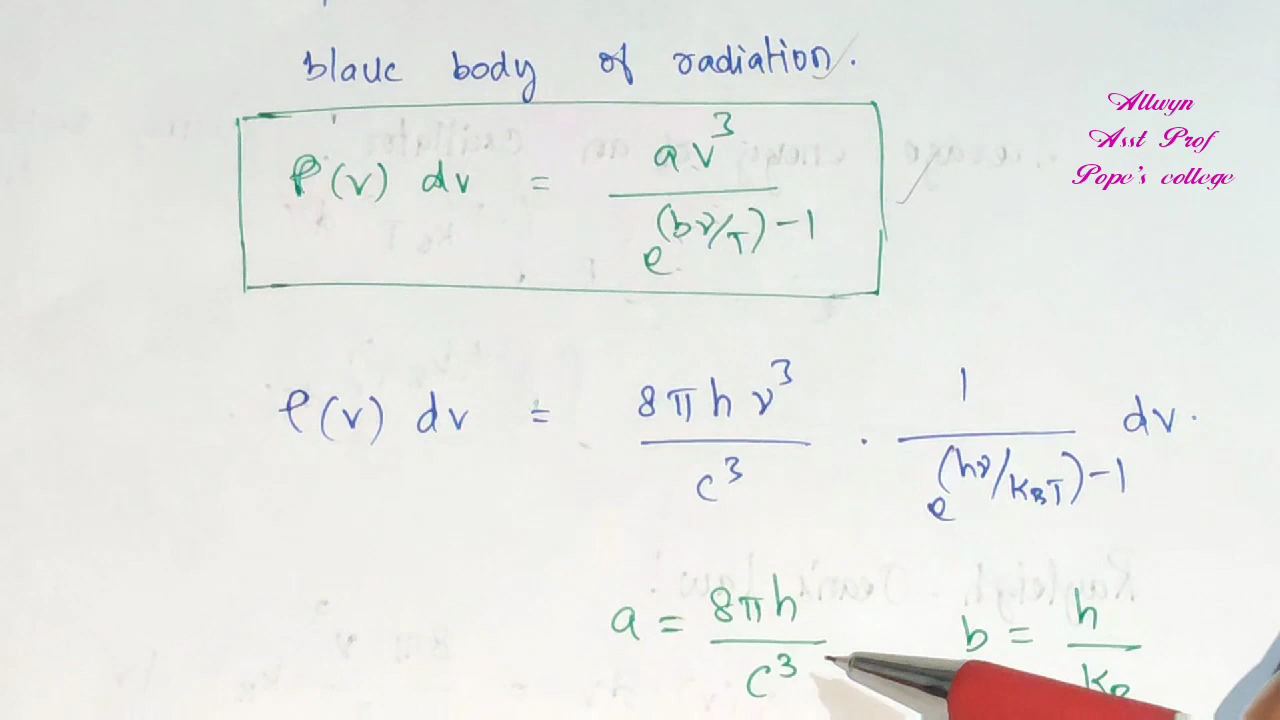 blauc body of radiation.
Allwyn
Asst Prof
Pope's college
ρ(ν) dν = aν³ / e^(bν/T) - 1
ρ(ν) dν = 8πhν³ / c³ · 1 / e^(hν/K_BT) - 1 dν.
a = 8πh / c³ b = h / K_B